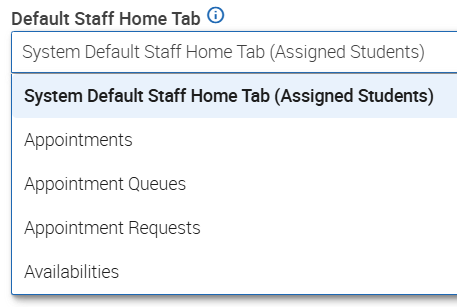 Default Staff Home Tab
System Default Staff Home Tab (Assigned Students)
System Default Staff Home Tab (Assigned Students)
Appointments
Appointment Queues
Appointment Requests
Availabilities